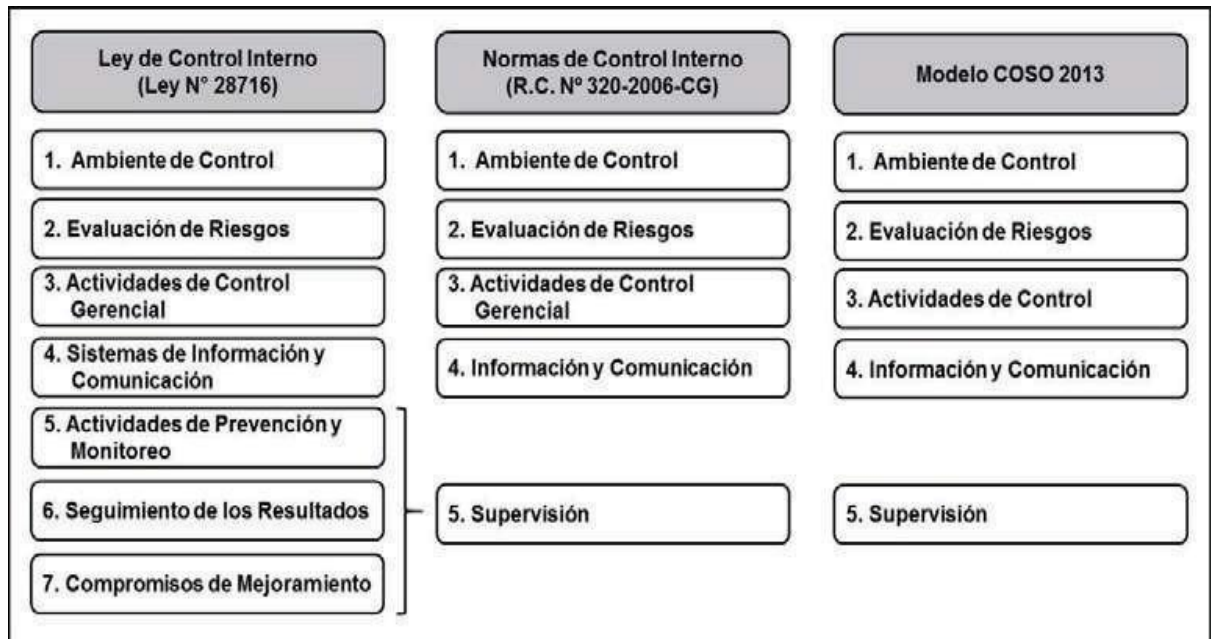 Ley de Control Interno
(Ley N° 28716)
1. Ambiente de Control
2. Evaluación de Riesgos
3. Actividades de Control
Gerencial
4. Sistemas de Información y
Comunicación
5. Actividades de Prevención y
Monitoreo
6. Seguimiento de los Resultados
7. Compromisos de Mejoramiento
Normas de Control Interno
(R.C. Nº 320-2006-CG)
1. Ambiente de Control
2. Evaluación de Riesgos
3. Actividades de Control
Gerencial
4. Información y Comunicación
5. Supervisión
Modelo COSO 2013
1. Ambiente de Control
2. Evaluación de Riesgos
3. Actividades de Control
4. Información y Comunicación
5. Supervisión